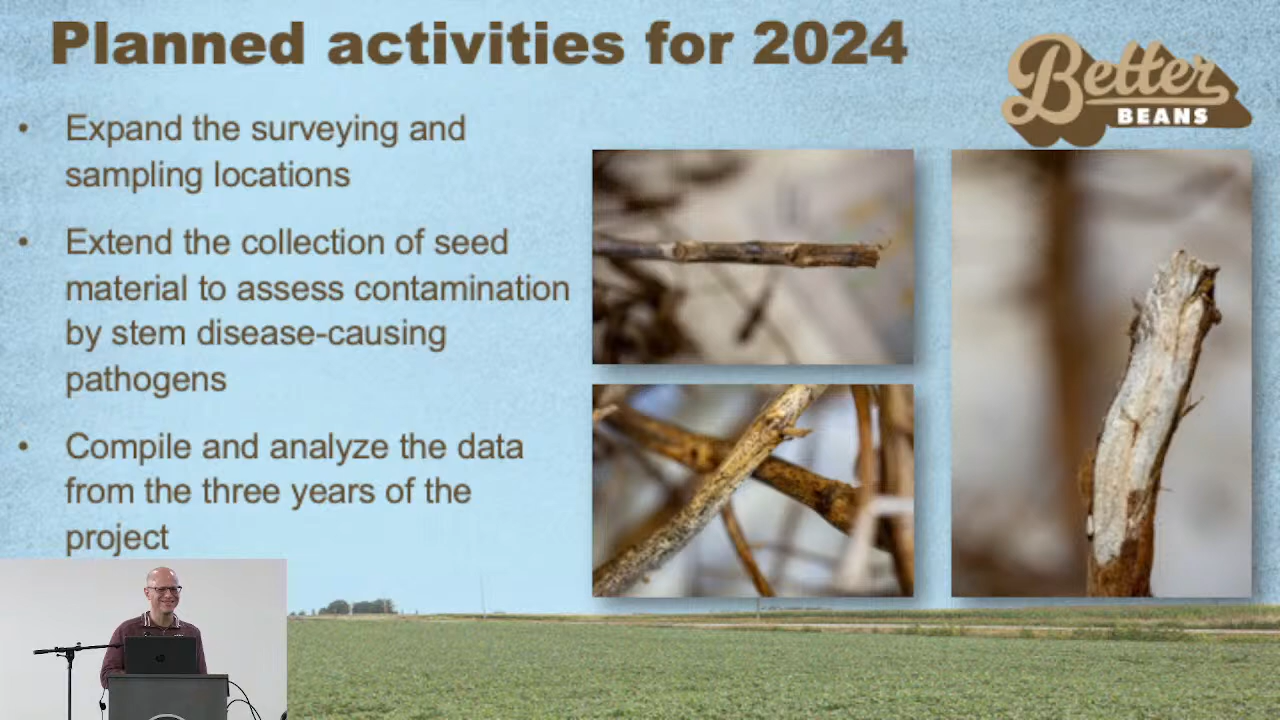 Planned activities for 2024
Better
BEANS
• Expand the surveying and
sampling locations
• Extend the collection of seed
material to assess contamination
by stem disease-causing
pathogens
• Compile and analyze the data
from the three years of the
project